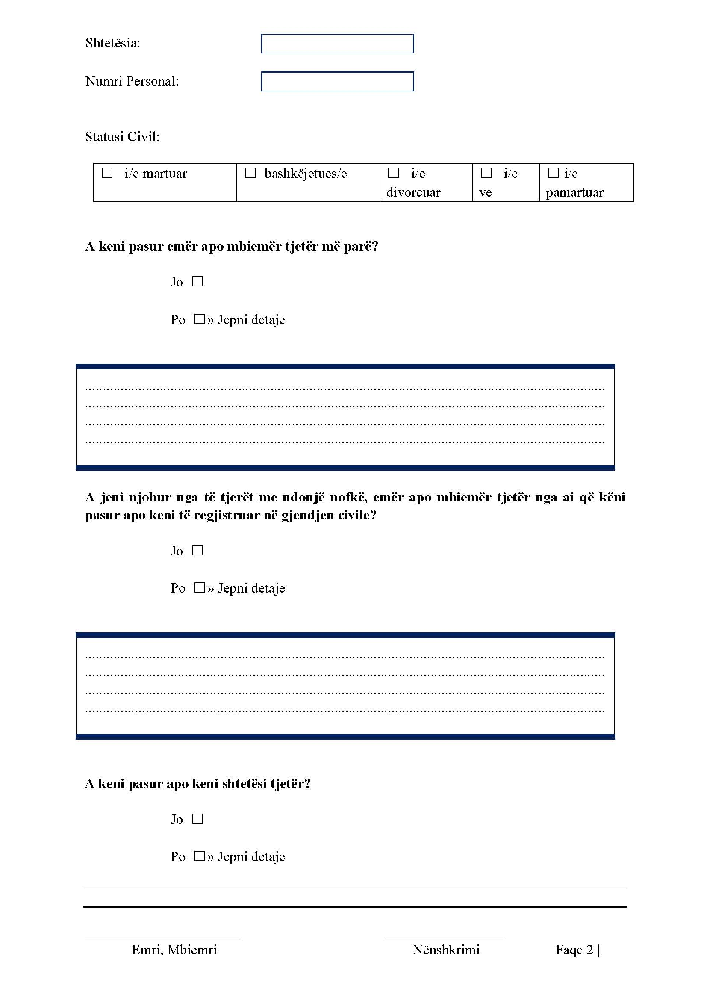 Shtetësia:
Numri Personal:
Statusi Civil:
☐ i/e martuar ☐ bashkëjetues/e ☐ i/e divorcuar ☐ i/e ve ☐ i/e pamartuar
A keni pasur emër apo mbiemër tjetër më parë?
Jo ☐
Po ☐» Jepni detaje
A jeni njohur nga të tjerët me ndonjë nofkë, emër apo mbiemër tjetër nga ai që këni
pasur apo keni të regjistruar në gjendjen civile?
Jo ☐
Po ☐» Jepni detaje
A keni pasur apo keni shtetësi tjetër?
Jo ☐
Po ☐» Jepni detaje
Emri, Mbiemri Nënshkrimi Faqe 2 |